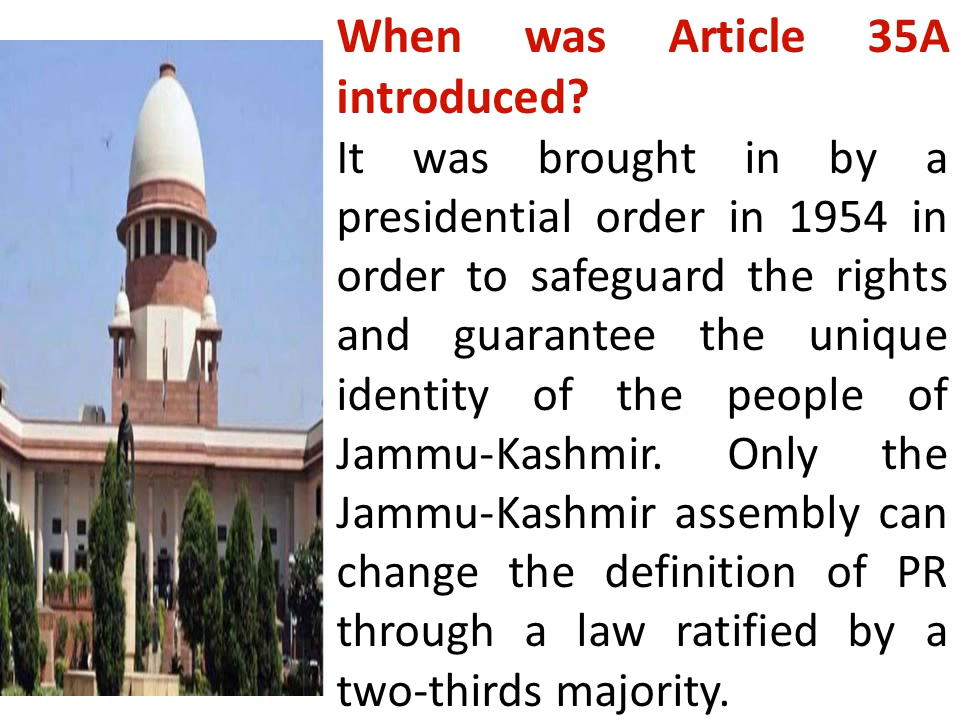 When was Article 35A
introduced?
It was brought in by a
presidential order in 1954 in
order to safeguard the rights
and guarantee the unique
identity of the people of
Jammu-Kashmir. Only the
Jammu-Kashmir assembly can
change the definition of PR
through a law ratified by a
two-thirds majority.